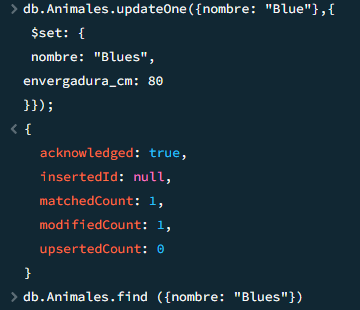 > db.Animales.updateOne({nombre: "Blue"},{
$set: {
nombre: "Blues",
envergadura_cm: 80
}});
< {
acknowledged: true,
insertedId: null,
matchedCount: 1,
modifiedCount: 1,
upsertedCount: 0
}
> db.Animales.find ({nombre: "Blues"})